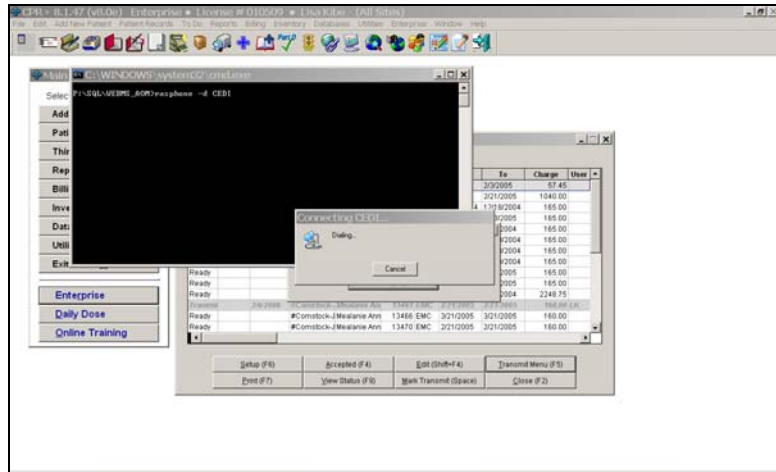 CPR+ 8.1.47 (v8.0e) Enterprise • License # 010509 • Lisa Kibe - (All Sites)
File Edit Add New Patient Patient Records To Do Reports Billing Inventory Databases Utilities Enterprise Window Help
Main
C:\WINDOWS\system32\cmd.exe
P:\SQL\WEBMS_ROM>rasphone -d CEDI
Selec
Add
Pati
Thir
Rep
Billi
Inve
Data
Utili
Exit
Enterprise
Daily Dose
Online Training
To Charge User
2/3/2005 57.45
2/21/2005 1040.00
12/18/2004 165.00
165.00
165.00
165.00
165.00
165.00
Connecting CEDI...
Dialing...
Cancel
Ready 165.00
Ready 165.00
Ready 2248.75
Ready #Comstock-J Mealanie Ann 13466 EMC 3/21/2005 3/21/2005 160.00
Ready #Comstock-J Mealanie Ann 13470 EMC 2/21/2005 2/21/2005 160.00
Setup (F6) Accepted (F4) Edit (Shift+F4) Transmit Menu (F5)
Print (F7) View Status (F9) Mark Transmit (Space) Close (F2)